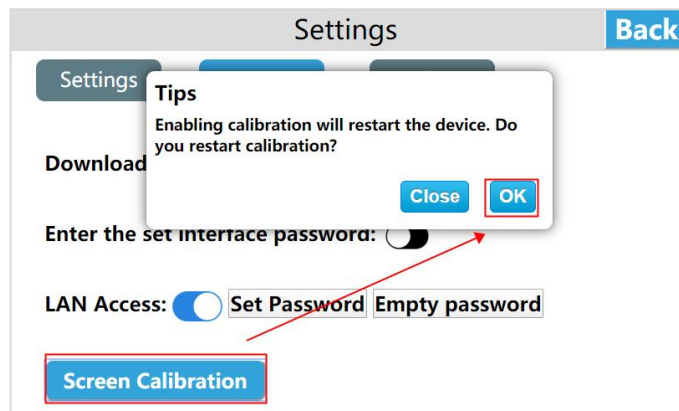 Settings
Back
Settings
Tips
Enabling calibration will restart the device. Do
you restart calibration?
Download
Close
OK
Enter the set interface password:
LAN Access:
Set Password
Empty password
Screen Calibration